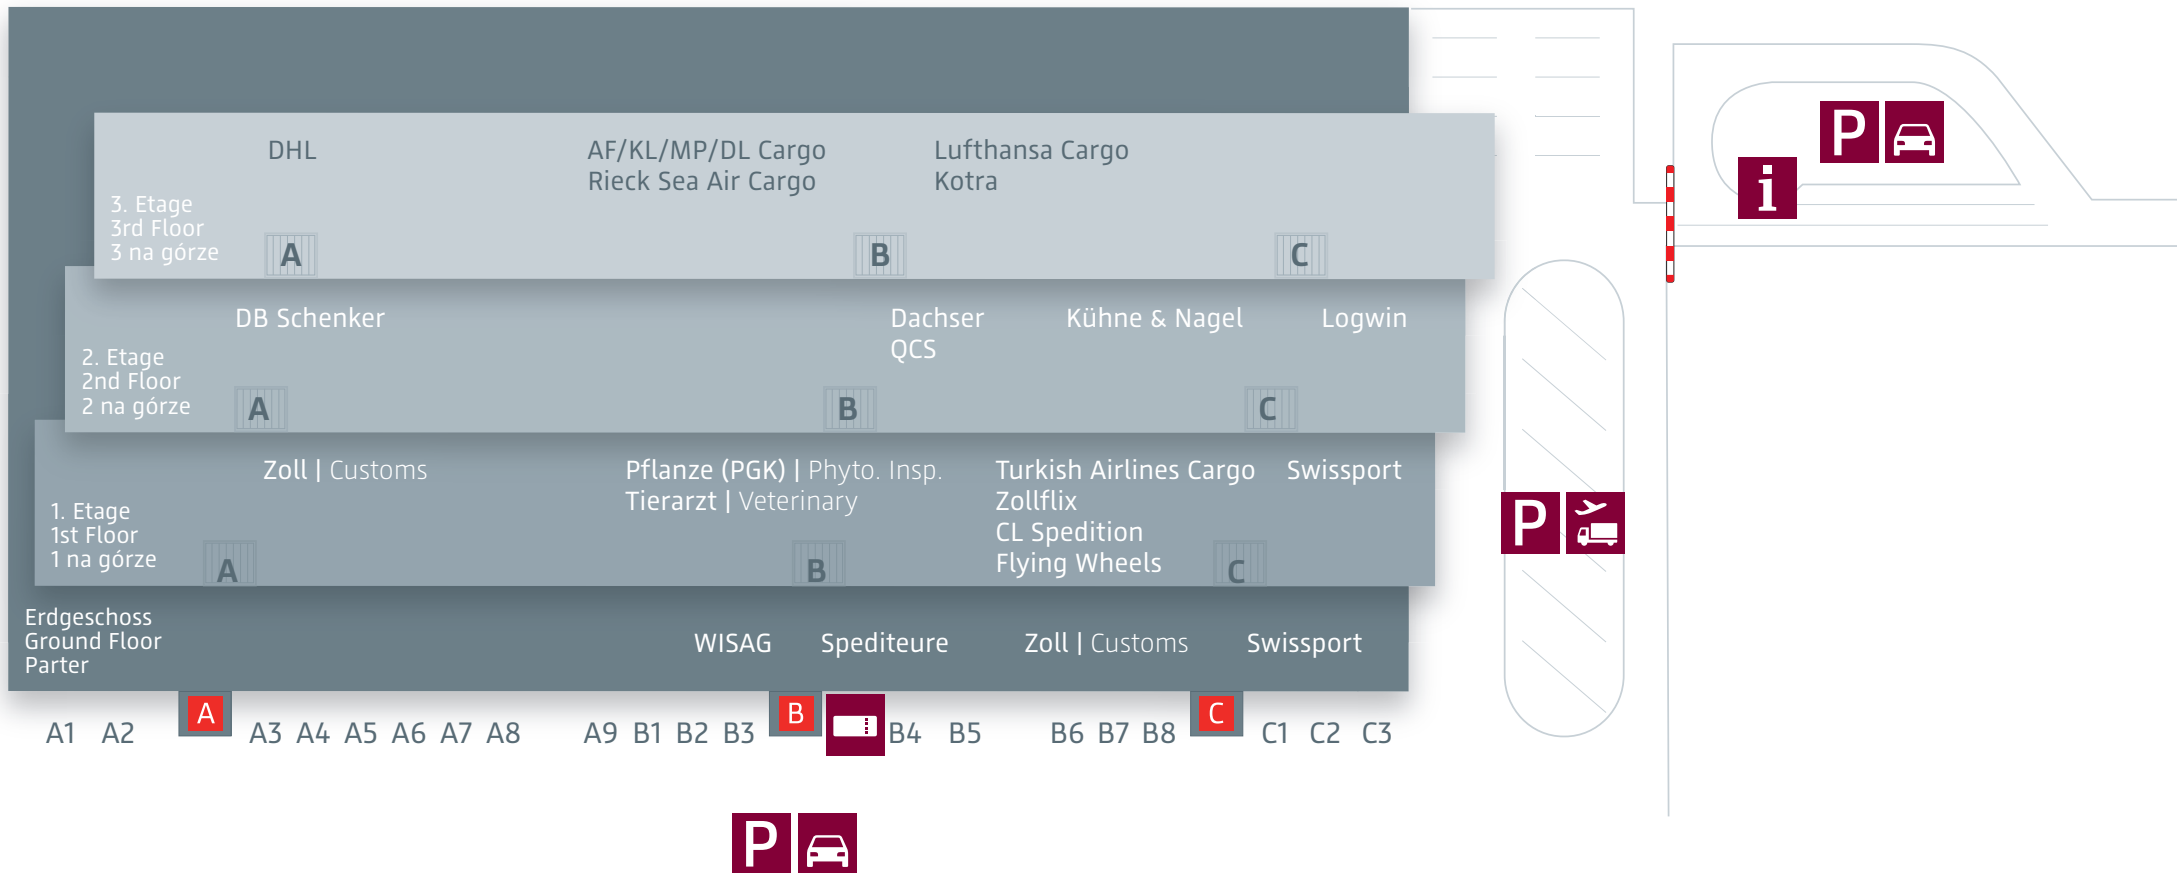 DHL
AF/KL/MP/DL Cargo
Rieck Sea Air Cargo
Lufthansa Cargo
Kotra
3. Etage
3rd Floor
3 na górze
A
B
C
P
i
DB Schenker
Dachser
QCS
Kühne & Nagel
Logwin
2. Etage
2nd Floor
2 na górze
A
B
C
Zoll | Customs
Pflanze (PGK) | Phyto. Insp.
Tierarzt | Veterinary
Turkish Airlines Cargo
Zollflix
CL Spedition
Flying Wheels
Swissport
1. Etage
1st Floor
1 na górze
A
B
C
P
Erdgeschoss
Ground Floor
Parter
WISAG
Spediteure
Zoll | Customs
Swissport
A1 A2 A A3 A4 A5 A6 A7 A8 A9 B1 B2 B3 B B4 B5 B6 B7 B8 C C1 C2 C3
P